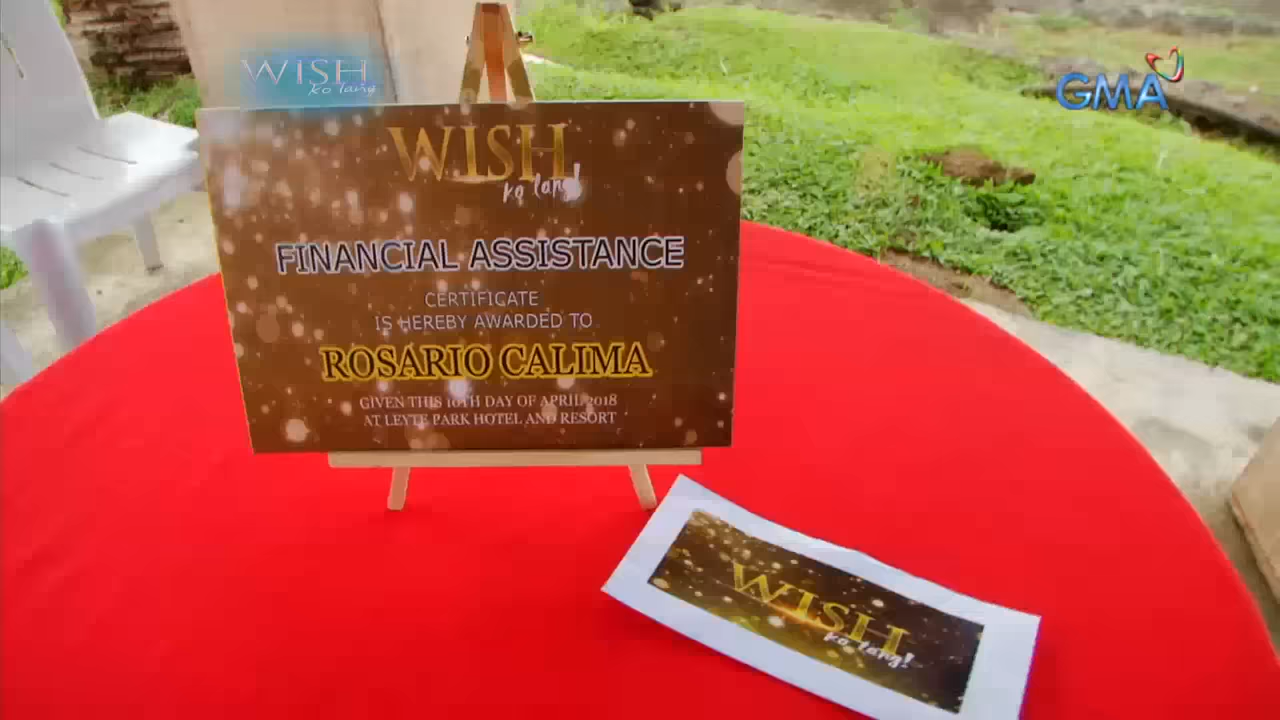 WISH
ko lang
GMA
WISH
ko lang!
FINANCIAL ASSISTANCE
CERTIFICATE
IS HEREBY AWARDED TO
ROSARIO CALIMA
GIVEN THIS 10TH DAY OF APRIL 2018
AT LEYTE PARK HOTEL AND RESORT
WISH
ko lang!